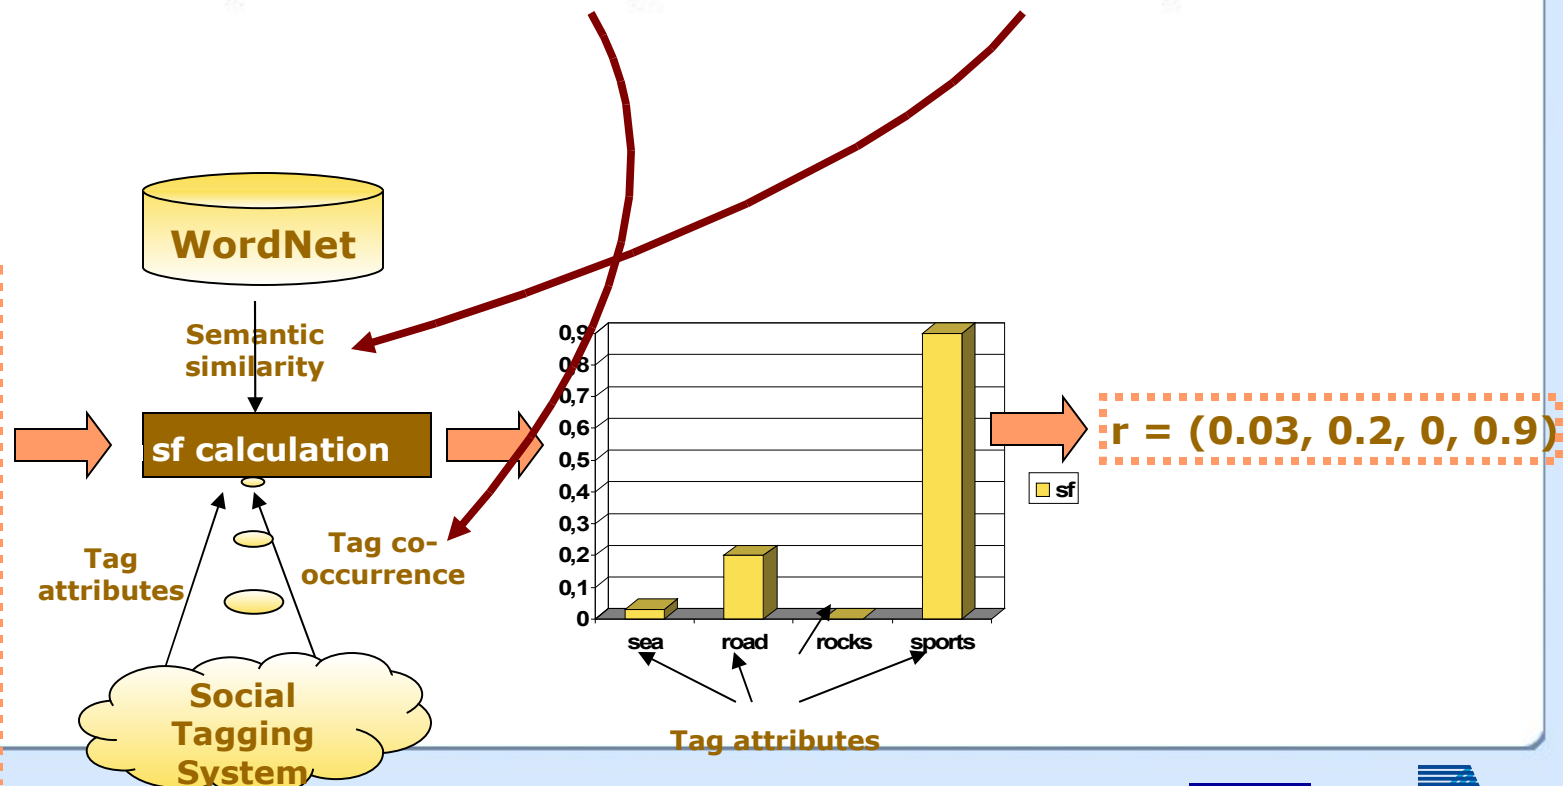 WordNet
Semantic
similarity
sf calculation
Tag
attributes
Tag co-
occurrence
Social
Tagging
System
0,9
0,8
0,7
0,6
0,5
0,4
0,3
0,2
0,1
0
sea road rocks sports
sf
Tag attributes
r = (0.03, 0.2, 0, 0.9)